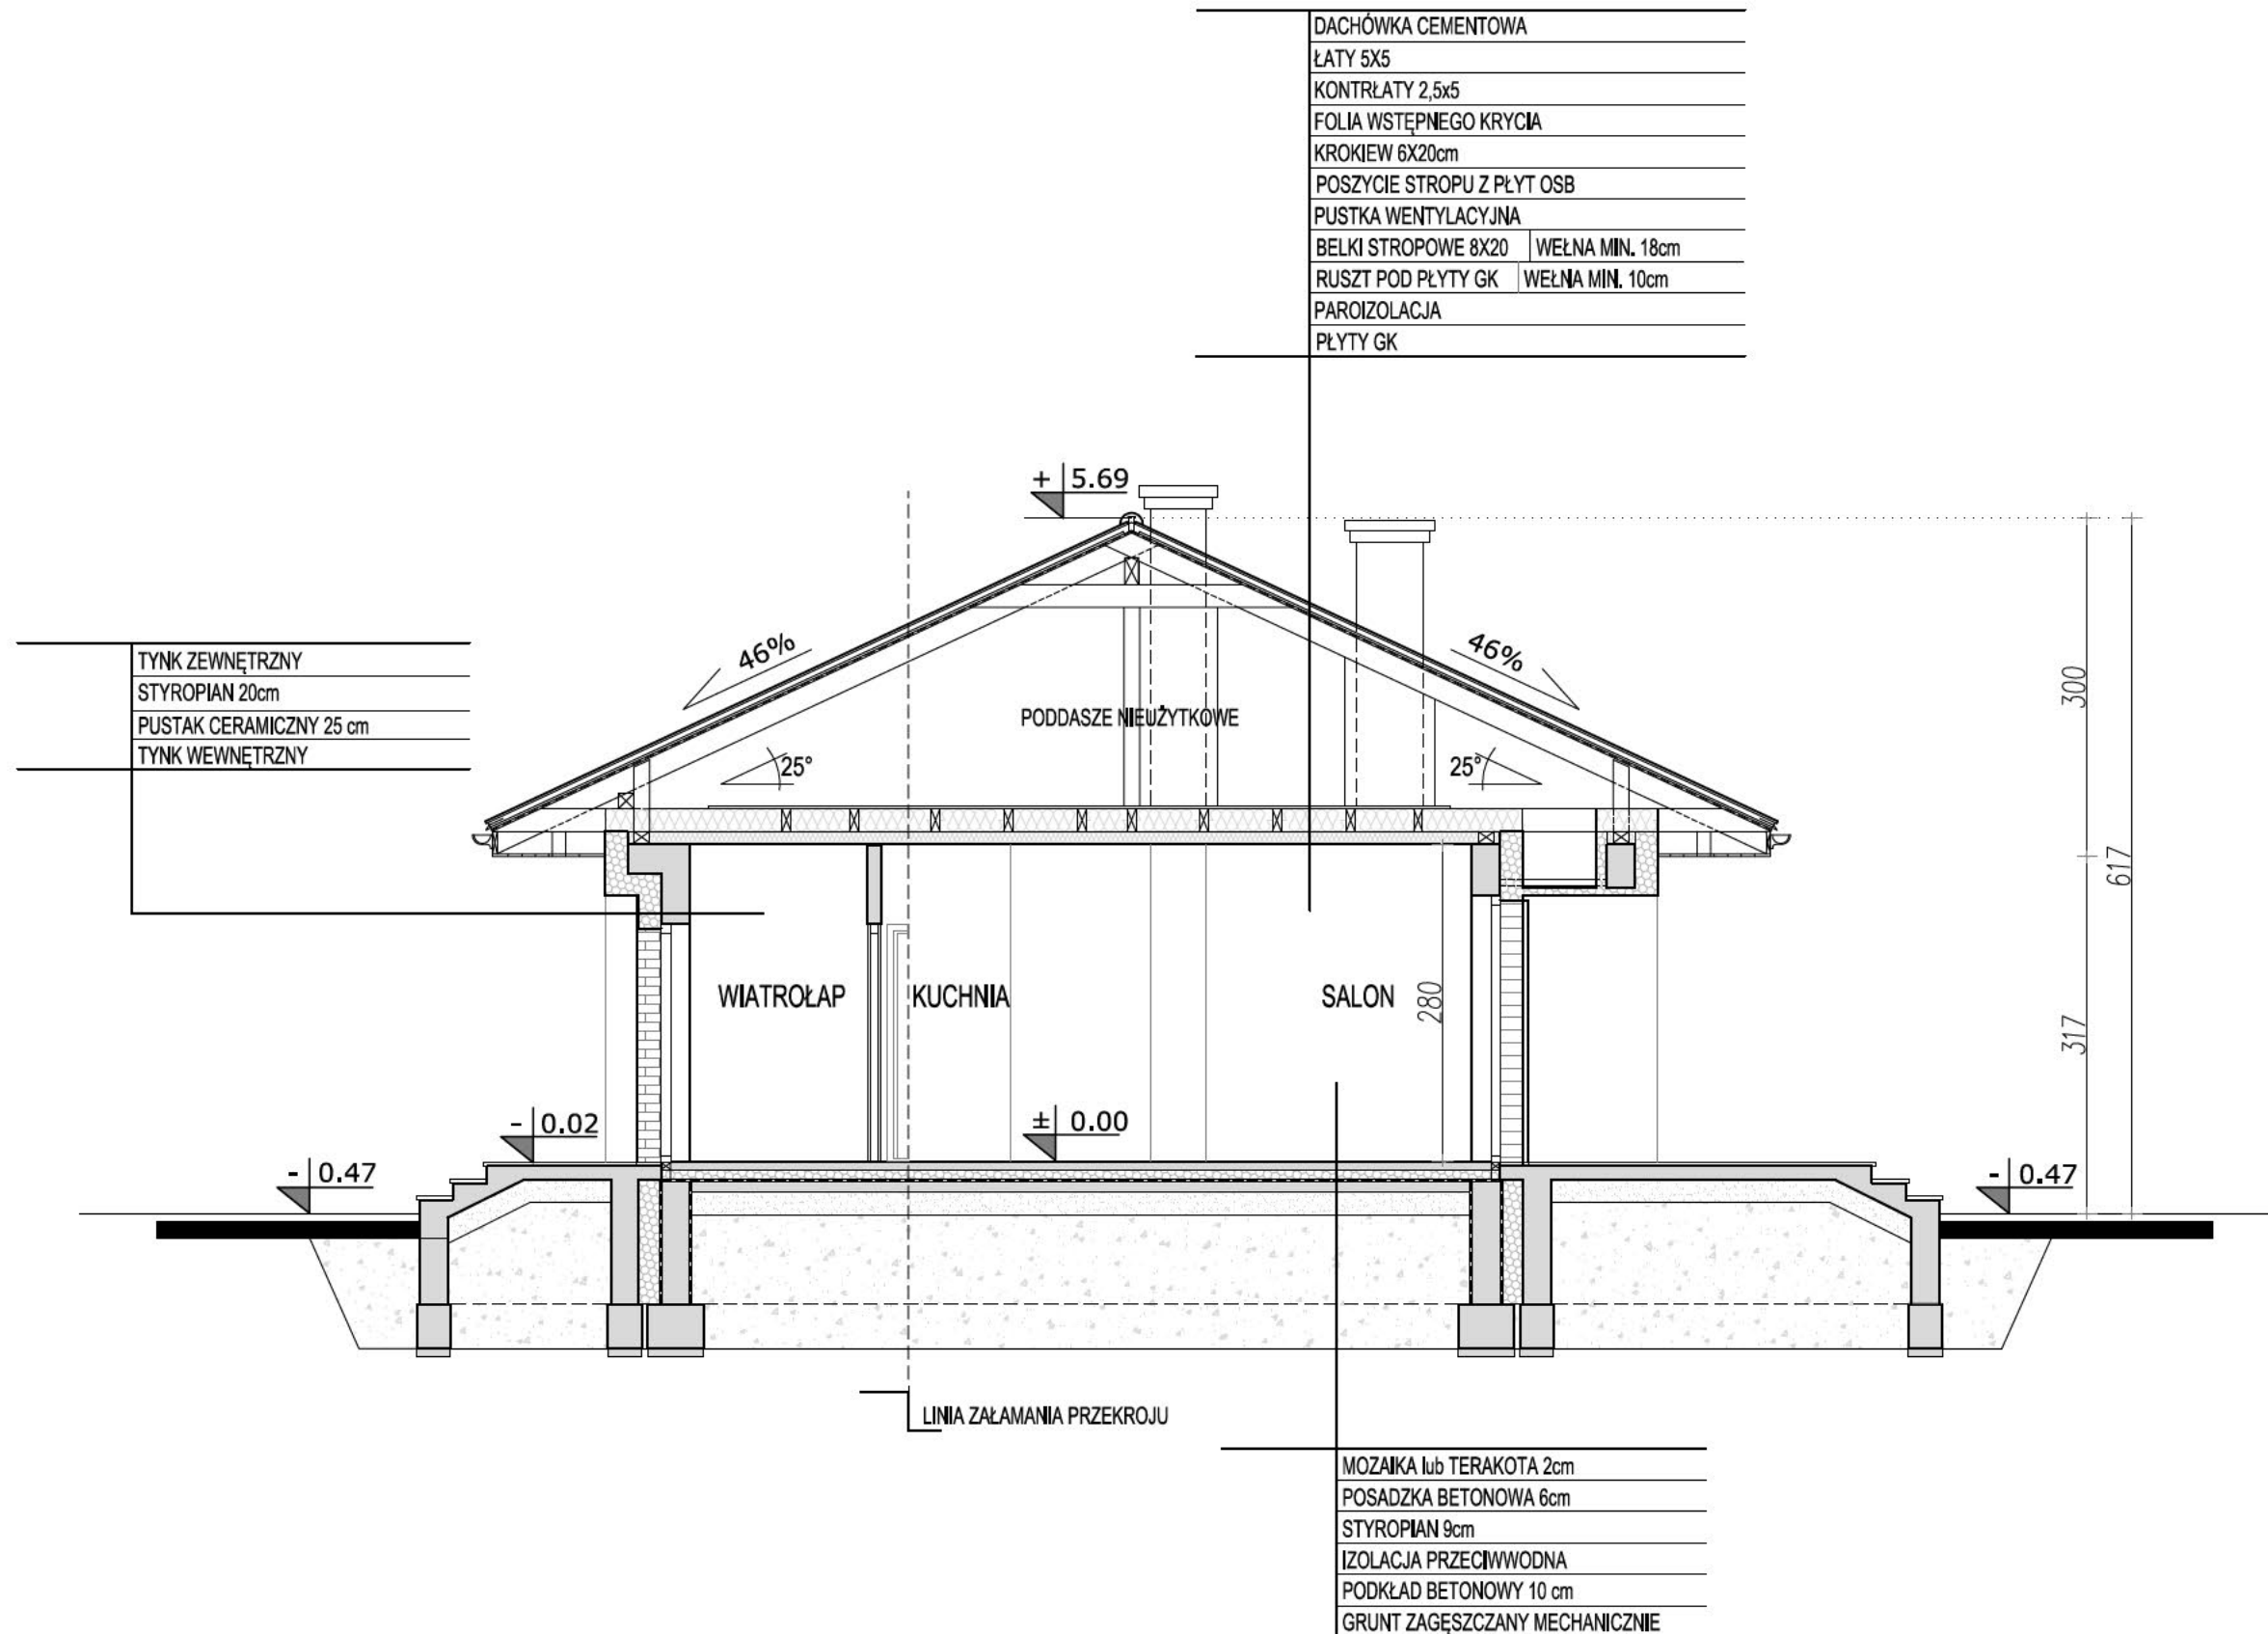 DACHÓWKA CEMENTOWA
ŁATY 5X5
KONTRŁATY 2,5x5
FOLIA WSTĘPNEGO KRYCIA
KROKIEW 6X20cm
POSZYCIE STROPU Z PŁYT OSB
PUSTKA WENTYLACYJNA
BELKI STROPOWE 8X20 WEŁNA MIN. 18cm
RUSZT POD PŁYTY GK WEŁNA MIN. 10cm
PAROIZOLACJA
PŁYTY GK
+ 5.69
TYNK ZEWNĘTRZNY
STYROPIAN 20cm
PUSTAK CERAMICZNY 25 cm
TYNK WEWNĘTRZNY
46%
46%
PODDASZE NIEUŻYTKOWE
25°
25°
300
617
317
WIATROŁAP
KUCHNIA
SALON
280
- 0.02
± 0.00
- 0.47
- 0.47
LINIA ZAŁAMANIA PRZEKROJU
MOZAIKA lub TERAKOTA 2cm
POSADZKA BETONOWA 6cm
STYROPIAN 9cm
IZOLACJA PRZECIWWODNA
PODKŁAD BETONOWY 10 cm
GRUNT ZAGĘSZCZANY MECHANICZNIE